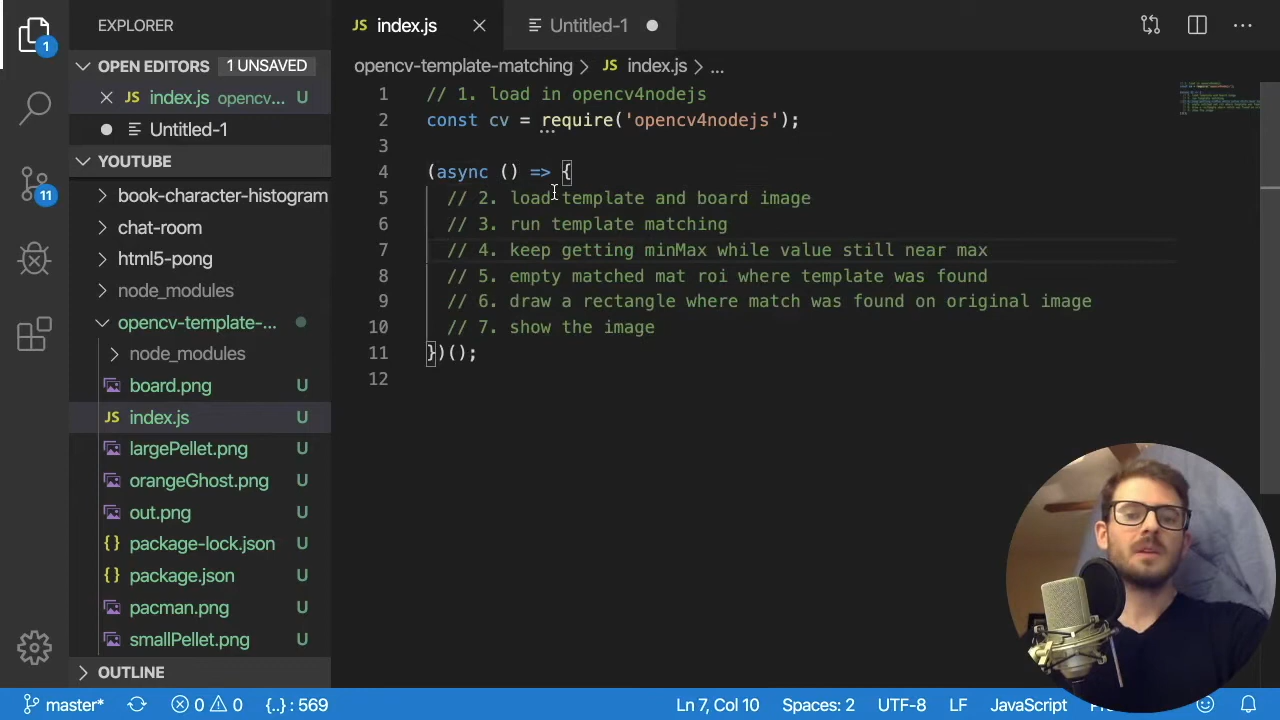 EXPLORER
OPEN EDITORS 1 UNSAVED
JS index.js opencv... U
Untitled-1
YOUTUBE
book-character-histogram
chat-room
html5-pong
node_modules
opencv-template-...
node_modules
board.png U
JS index.js U
largePellet.png U
orangeGhost.png U
out.png U
{} package-lock.json U
{} package.json U
pacman.png U
smallPellet.png U
OUTLINE
1
11
JS index.js
Untitled-1
opencv-template-matching > JS index.js > ...
1 // 1. load in opencv4nodejs
2 const cv = require('opencv4nodejs');
3
4 (async () => {
5 // 2. load template and board image
6 // 3. run template matching
7 // 4. keep getting minMax while value still near max
8 // 5. empty matched mat roi where template was found
9 // 6. draw a rectangle where match was found on original image
10 // 7. show the image
11 })();
12
master* 0 0 {..} : 569 Ln 7, Col 10 Spaces: 2 UTF-8 LF JavaScript